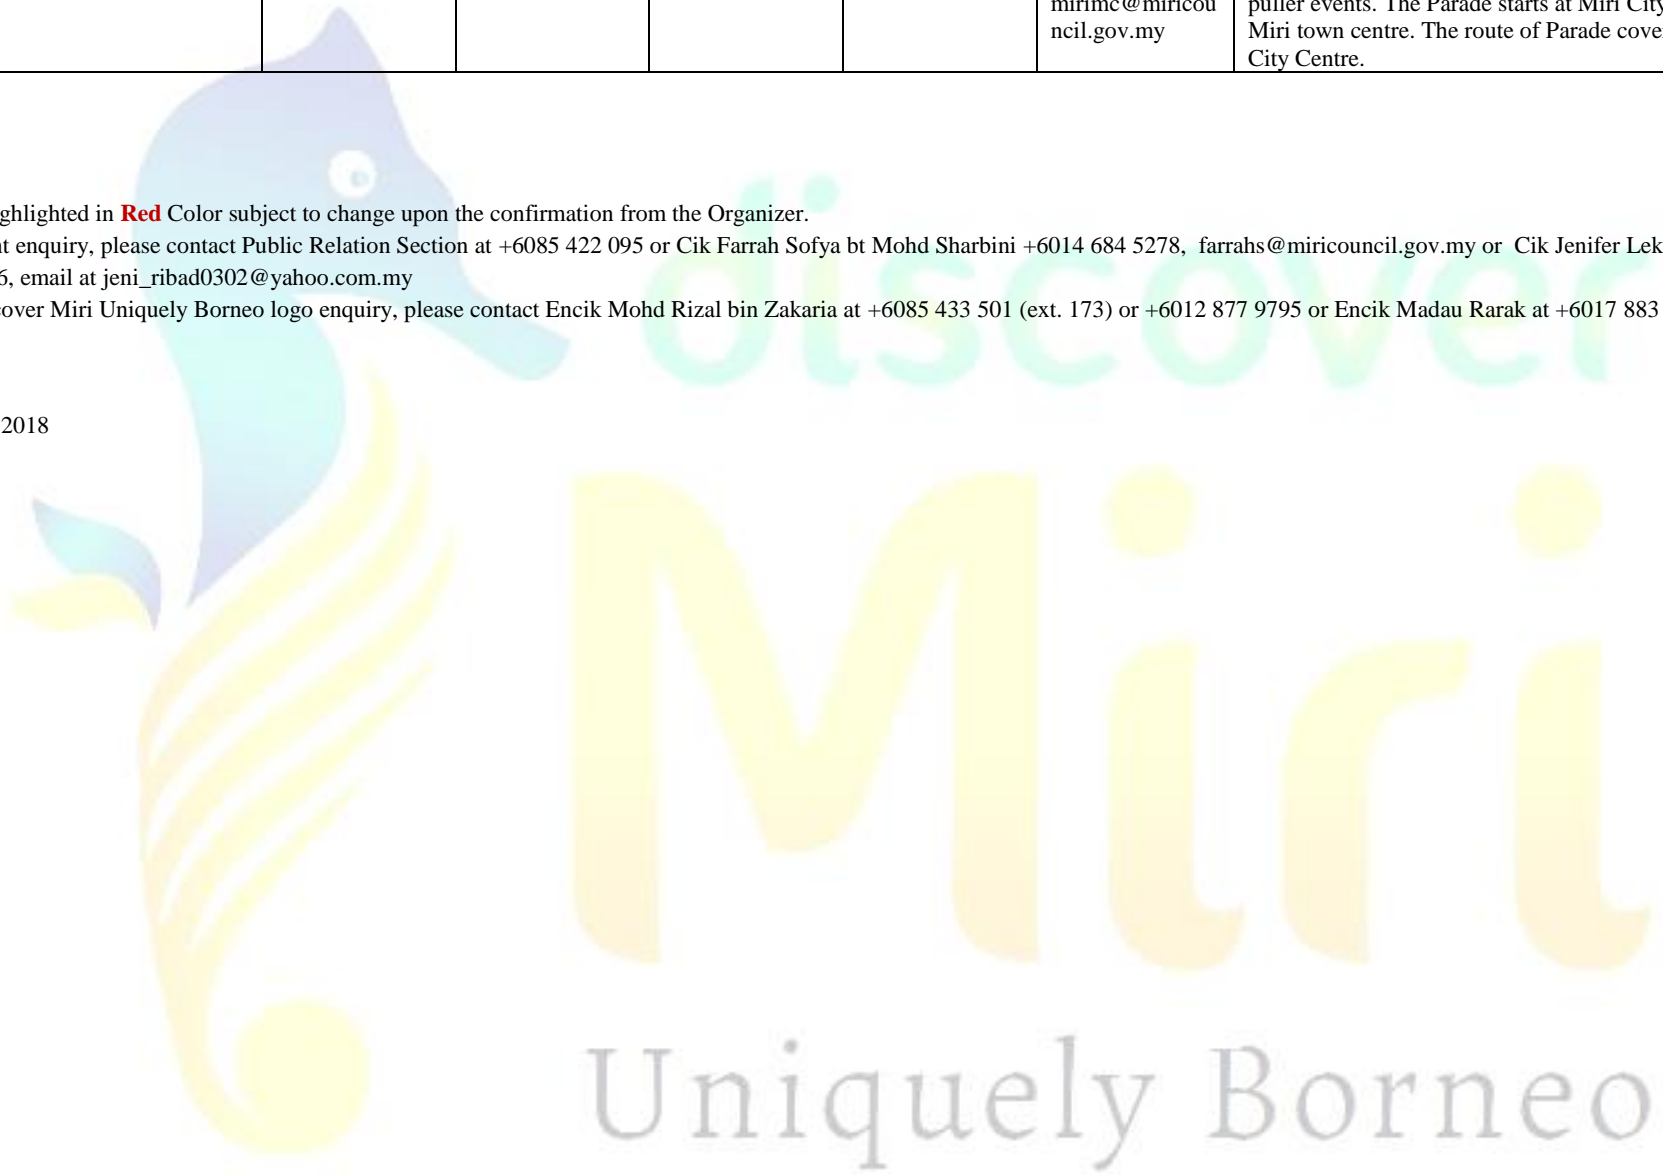 mirimc@miricou
ncil.gov.my
puller events. The Parade starts at Miri City
Miri town centre. The route of Parade cove
City Centre.
ghlighted in Red Color subject to change upon the confirmation from the Organizer.
nt enquiry, please contact Public Relation Section at +6085 422 095 or Cik Farrah Sofya bt Mohd Sharbini +6014 684 5278, farrahs@miricouncil.gov.my or Cik Jenifer Lek
6, email at jeni_ribad0302@yahoo.com.my
cover Miri Uniquely Borneo logo enquiry, please contact Encik Mohd Rizal bin Zakaria at +6085 433 501 (ext. 173) or +6012 877 9795 or Encik Madau Rarak at +6017 883
2018
discover
Miri
Uniquely Borneo